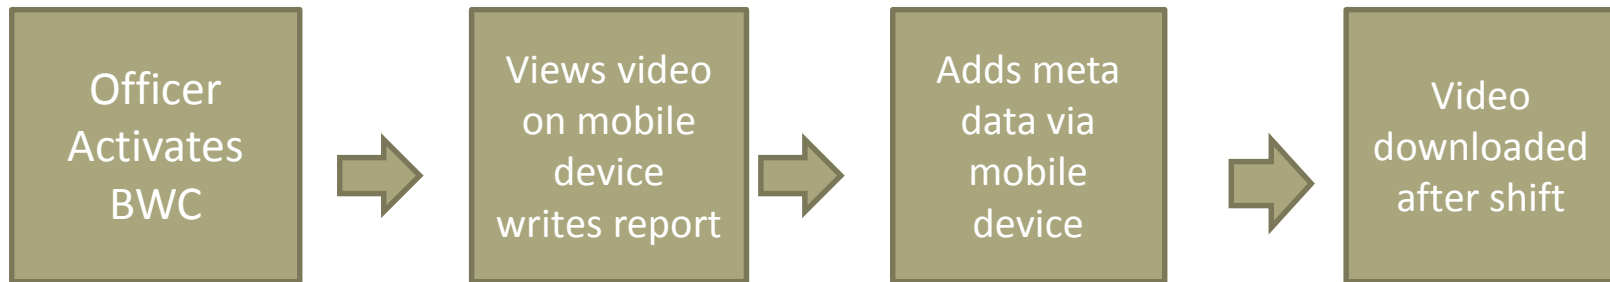 Officer
Activates
BWC
Views video
on mobile
device
writes report
Adds meta
data via
mobile
device
Video
downloaded
after shift